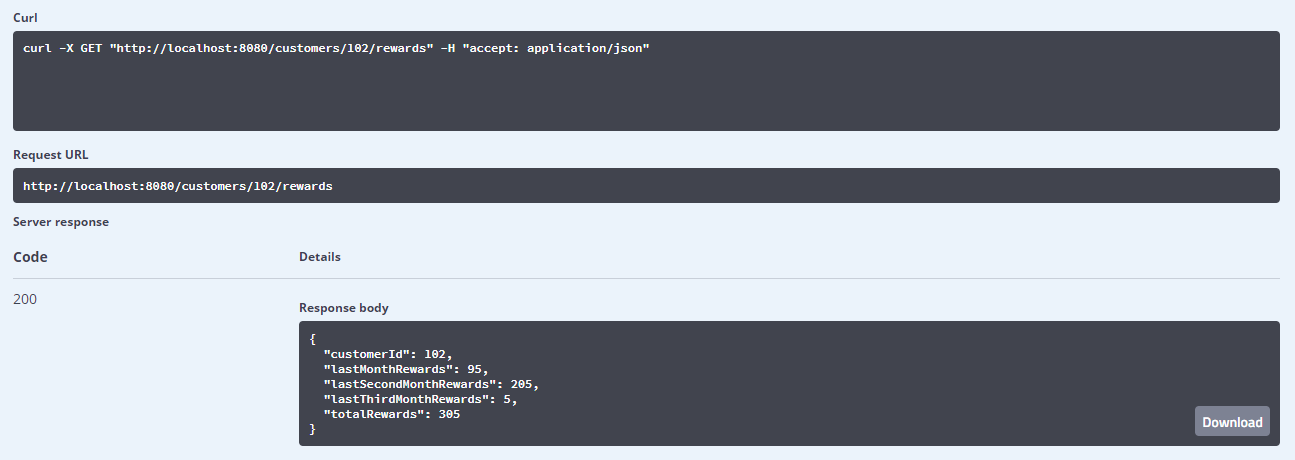 Curl
curl -X GET "http://localhost:8080/customers/102/rewards" -H "accept: application/json"
Request URL
http://localhost:8080/customers/102/rewards
Server response
Code Details
200
Response body
{
  "customerId": 102,
  "lastMonthRewards": 95,
  "lastSecondMonthRewards": 205,
  "lastThirdMonthRewards": 5,
  "totalRewards": 305
}
Download